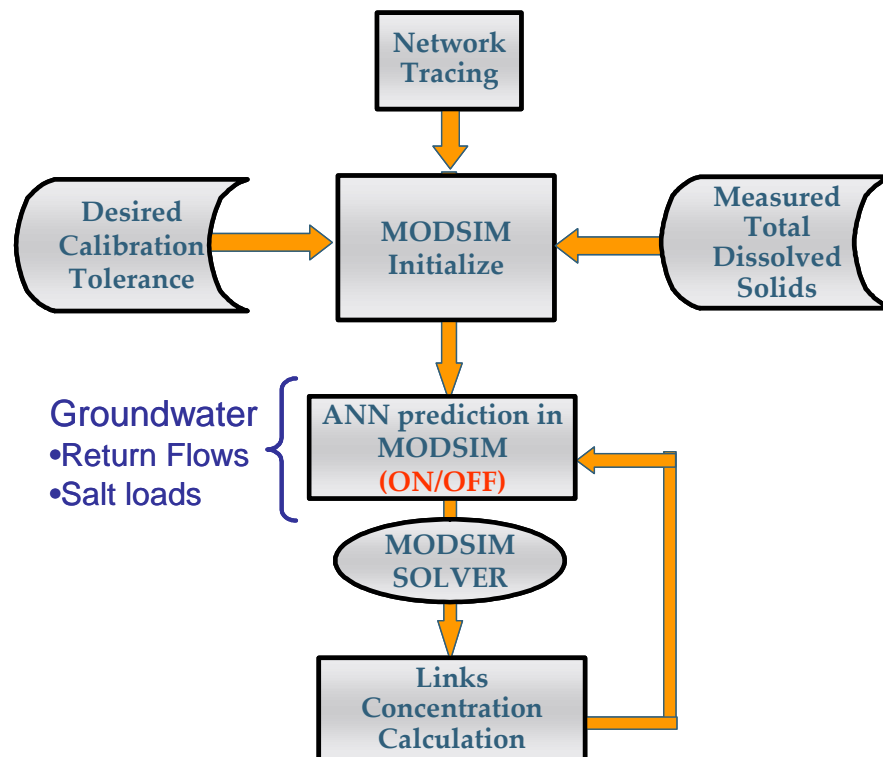 Network
Tracing
Desired
Calibration
Tolerance
MODSIM
Initialize
Measured
Total
Dissolved
Solids
Groundwater
•Return Flows
•Salt loads
ANN prediction in
MODSIM
(ON/OFF)
MODSIM
SOLVER
Links
Concentration
Calculation